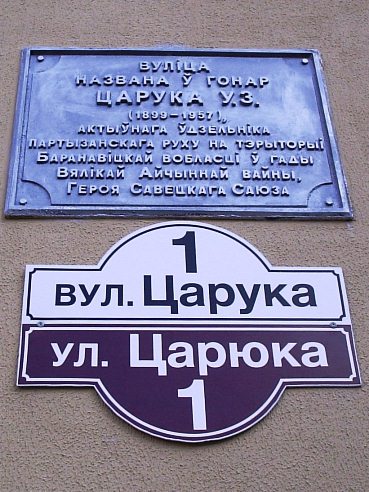 ВУЛІЦА
НАЗВАНА Ў ГОНАР
ЦАРУКА У.З.
(1899–1957),
АКТЫЎНАГА ЎДЗЕЛЬНІКА
ПАРТЫЗАНСКАГА РУХУ НА ТЭРЫТОРЫІ
БАРАНАВІЦКАЙ ВОБЛАСЦІ Ў ГАДЫ
ВЯЛІКАЙ АЙЧЫННАЙ ВАЙНЫ,
ГЕРОЯ САВЕЦКАГА САЮЗА
1
ВУЛ. Царука
УЛ. Царюка
1